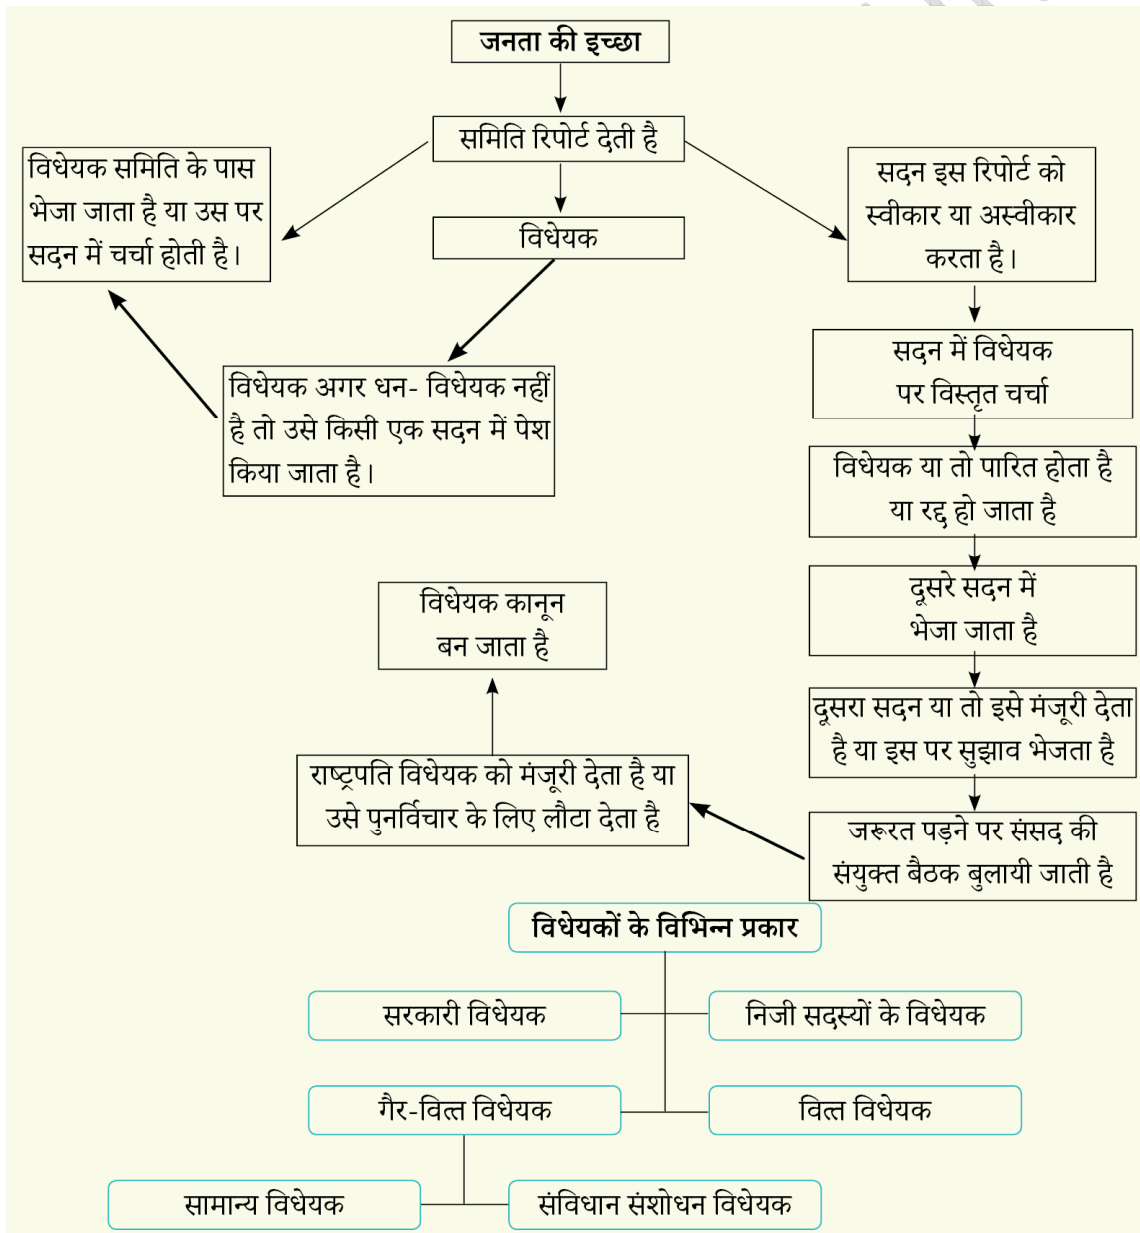 जनता की इच्छा
समिति रिपोर्ट देती है
विधेयक समिति के पास
भेजा जाता है या उस पर
सदन में चर्चा होती है।
विधेयक
सदन इस रिपोर्ट को
स्वीकार या अस्वीकार
करता है।
विधेयक अगर धन- विधेयक नहीं
है तो उसे किसी एक सदन में पेश
किया जाता है।
सदन में विधेयक
पर विस्तृत चर्चा
विधेयक या तो पारित होता है
या रद्द हो जाता है
दूसरे सदन में
भेजा जाता है
दूसरा सदन या तो इसे मंजूरी देता
है या इस पर सुझाव भेजता है
जरूरत पड़ने पर संसद की
संयुक्त बैठक बुलायी जाती है
राष्ट्रपति विधेयक को मंजूरी देता है या
उसे पुनर्विचार के लिए लौटा देता है
विधेयक कानून
बन जाता है
विधेयकों के विभिन्न प्रकार
सरकारी विधेयक
निजी सदस्यों के विधेयक
गैर-वित्त विधेयक
वित्त विधेयक
सामान्य विधेयक
संविधान संशोधन विधेयक